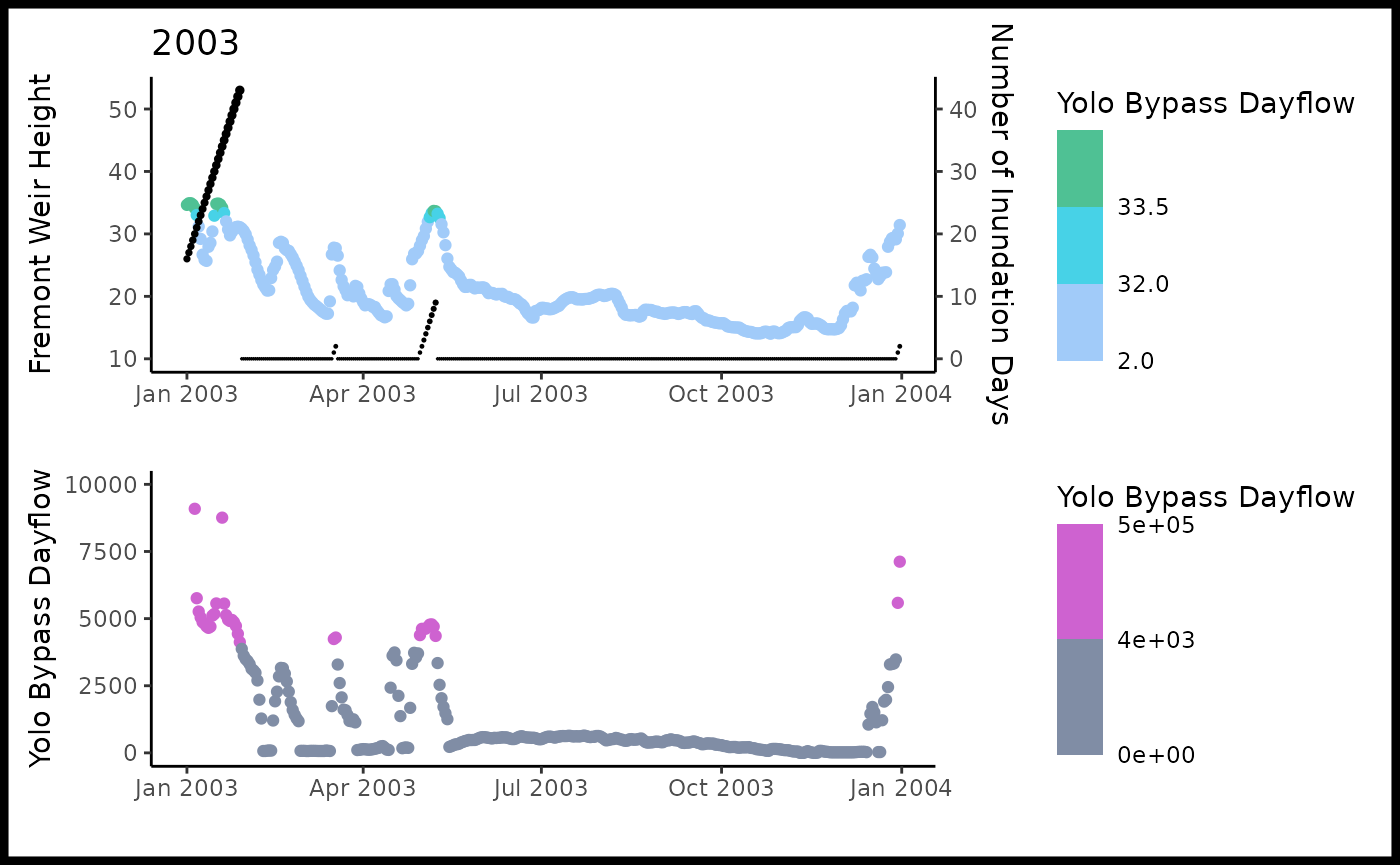 2003
Fremont Weir Height
50
40
30
20
10
Number of Inundation Days
40
30
20
10
0
Jan 2003
Apr 2003
Jul 2003
Oct 2003
Jan 2004
Yolo Bypass Dayflow
33.5
32.0
2.0
Yolo Bypass Dayflow
10000
7500
5000
2500
0
Jan 2003
Apr 2003
Jul 2003
Oct 2003
Jan 2004
Yolo Bypass Dayflow
5e+05
4e+03
0e+00